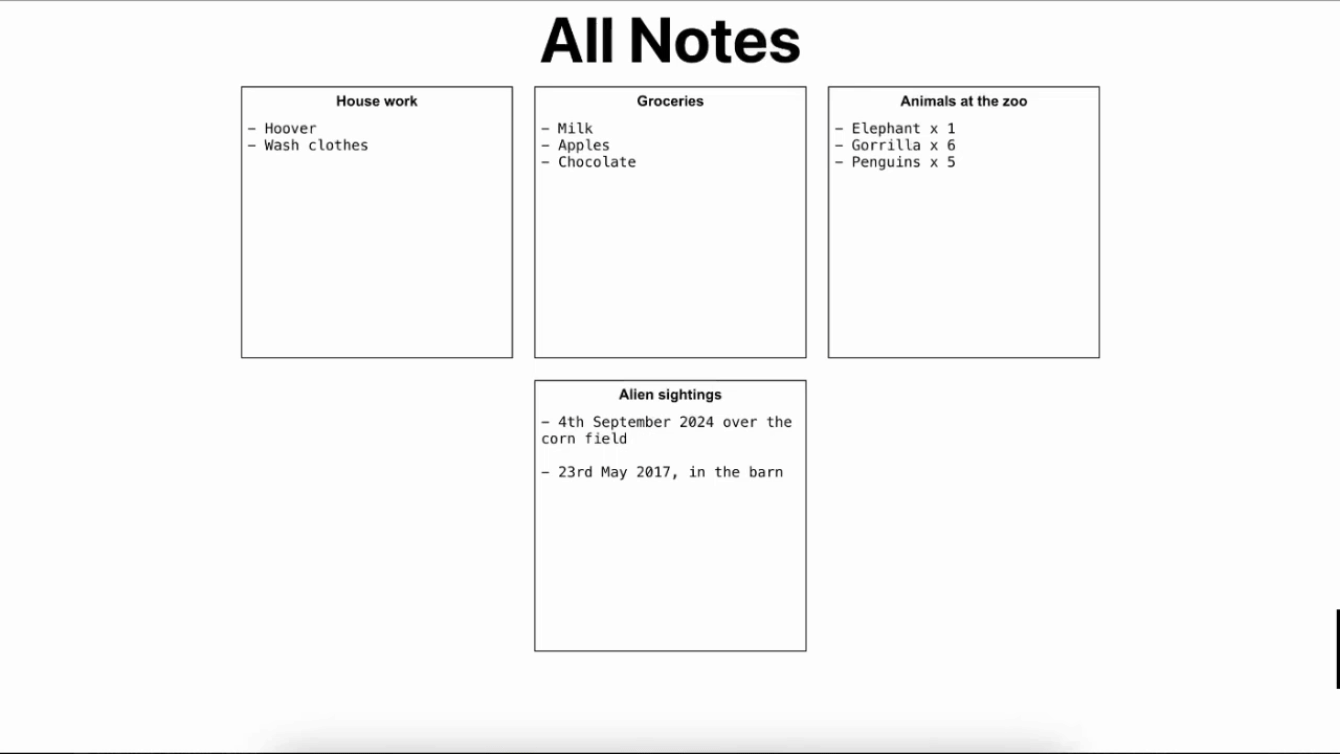 All Notes
House work
– Hoover
– Wash clothes
Groceries
– Milk
– Apples
– Chocolate
Animals at the zoo
– Elephant x 1
– Gorrilla x 6
– Penguins x 5
Alien sightings
– 4th September 2024 over the
corn field
– 23rd May 2017, in the barn